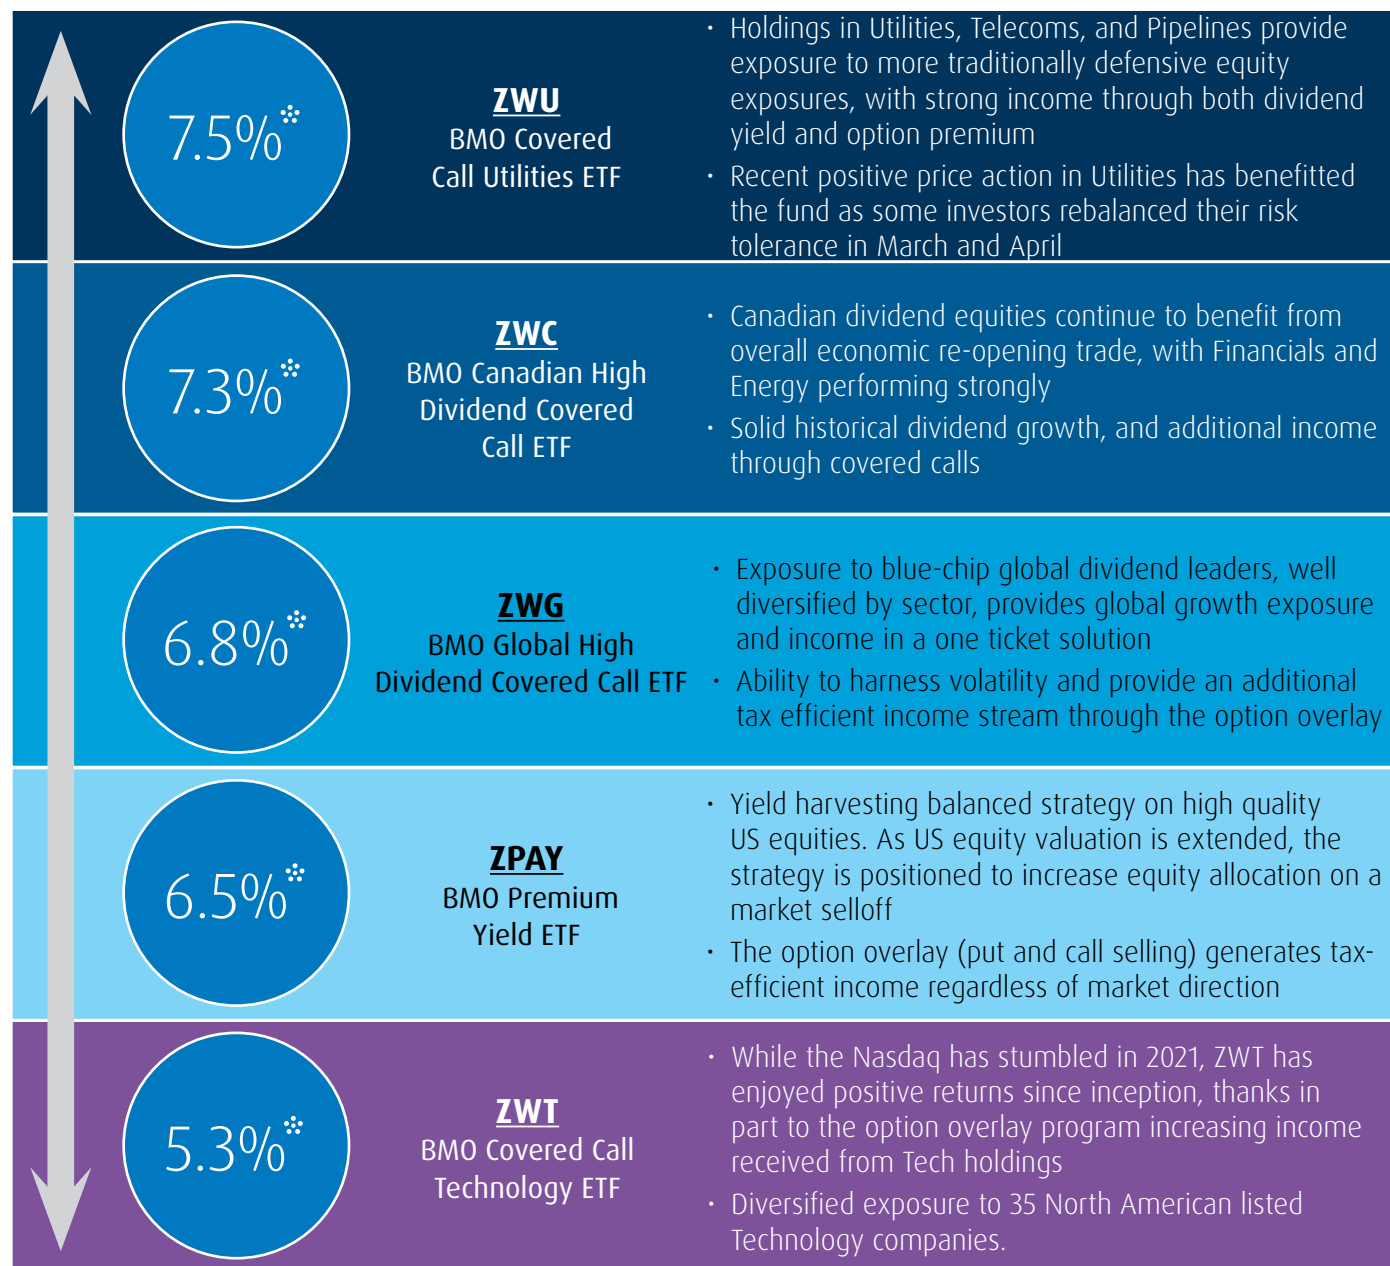 7.5%*
ZWU
BMO Covered
Call Utilities ETF
· Holdings in Utilities, Telecoms, and Pipelines provide
exposure to more traditionally defensive equity
exposures, with strong income through both dividend
yield and option premium
· Recent positive price action in Utilities has benefitted
the fund as some investors rebalanced their risk
tolerance in March and April
7.3%*
ZWC
BMO Canadian High
Dividend Covered
Call ETF
· Canadian dividend equities continue to benefit from
overall economic re-opening trade, with Financials and
Energy performing strongly
· Solid historical dividend growth, and additional income
through covered calls
6.8%*
ZWG
BMO Global High
Dividend Covered Call ETF
· Exposure to blue-chip global dividend leaders, well
diversified by sector, provides global growth exposure
and income in a one ticket solution
· Ability to harness volatility and provide an additional
tax efficient income stream through the option overlay
6.5%*
ZPAY
BMO Premium
Yield ETF
· Yield harvesting balanced strategy on high quality
US equities. As US equity valuation is extended, the
strategy is positioned to increase equity allocation on a
market selloff
· The option overlay (put and call selling) generates tax-
efficient income regardless of market direction
5.3%*
ZWT
BMO Covered Call
Technology ETF
· While the Nasdaq has stumbled in 2021, ZWT has
enjoyed positive returns since inception, thanks in
part to the option overlay program increasing income
received from Tech holdings
· Diversified exposure to 35 North American listed
Technology companies.